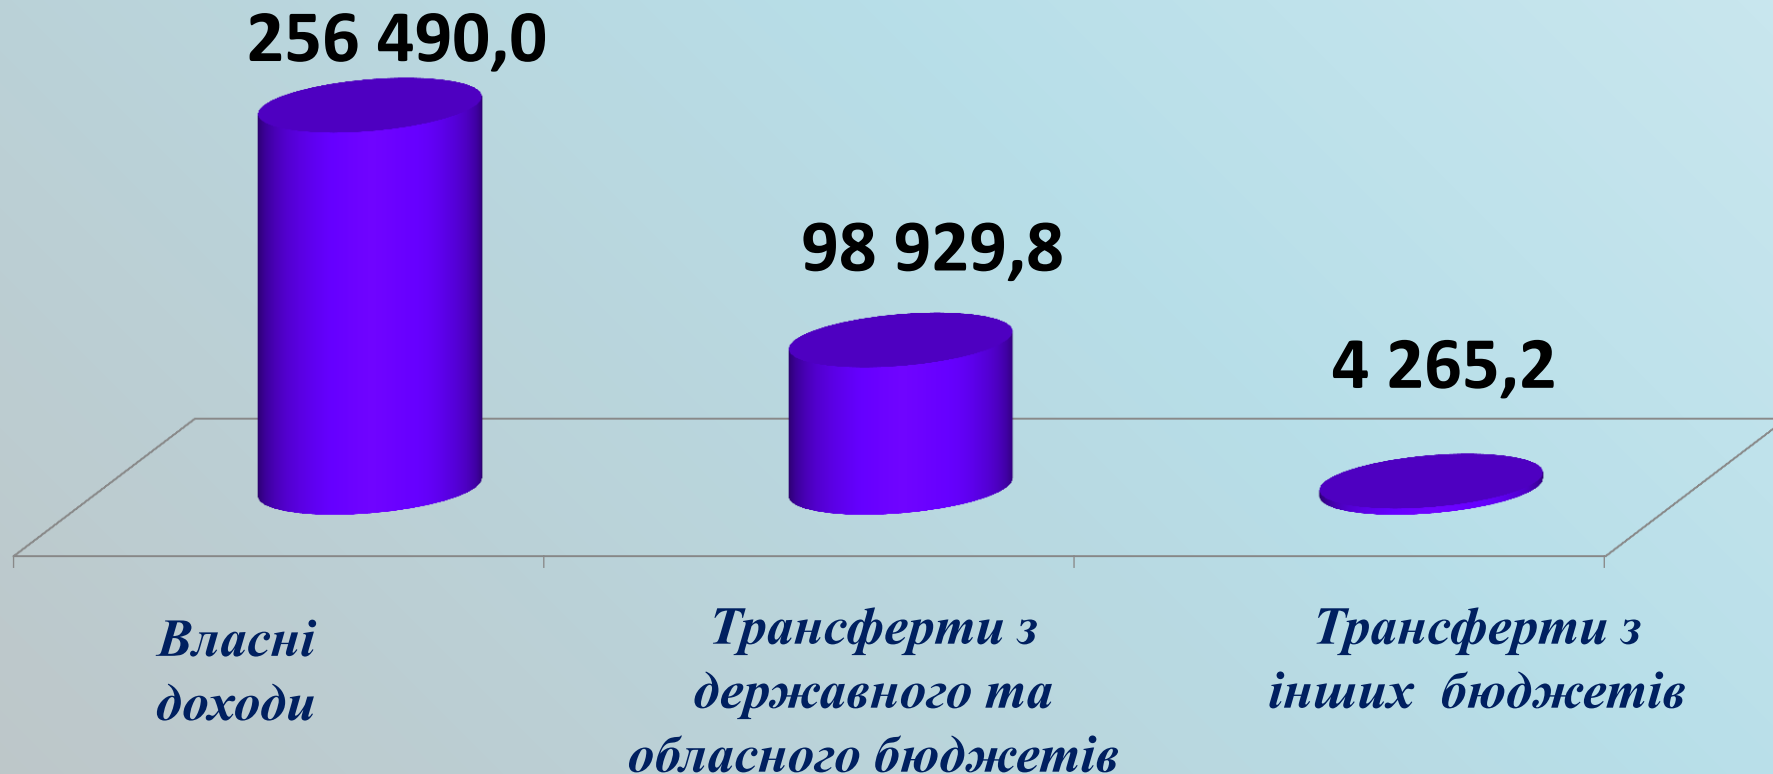 256 490,0
98 929,8
4 265,2
Власні
доходи
Трансферти з
державного та
обласного бюджетів
Трансферти з
інших бюджетів